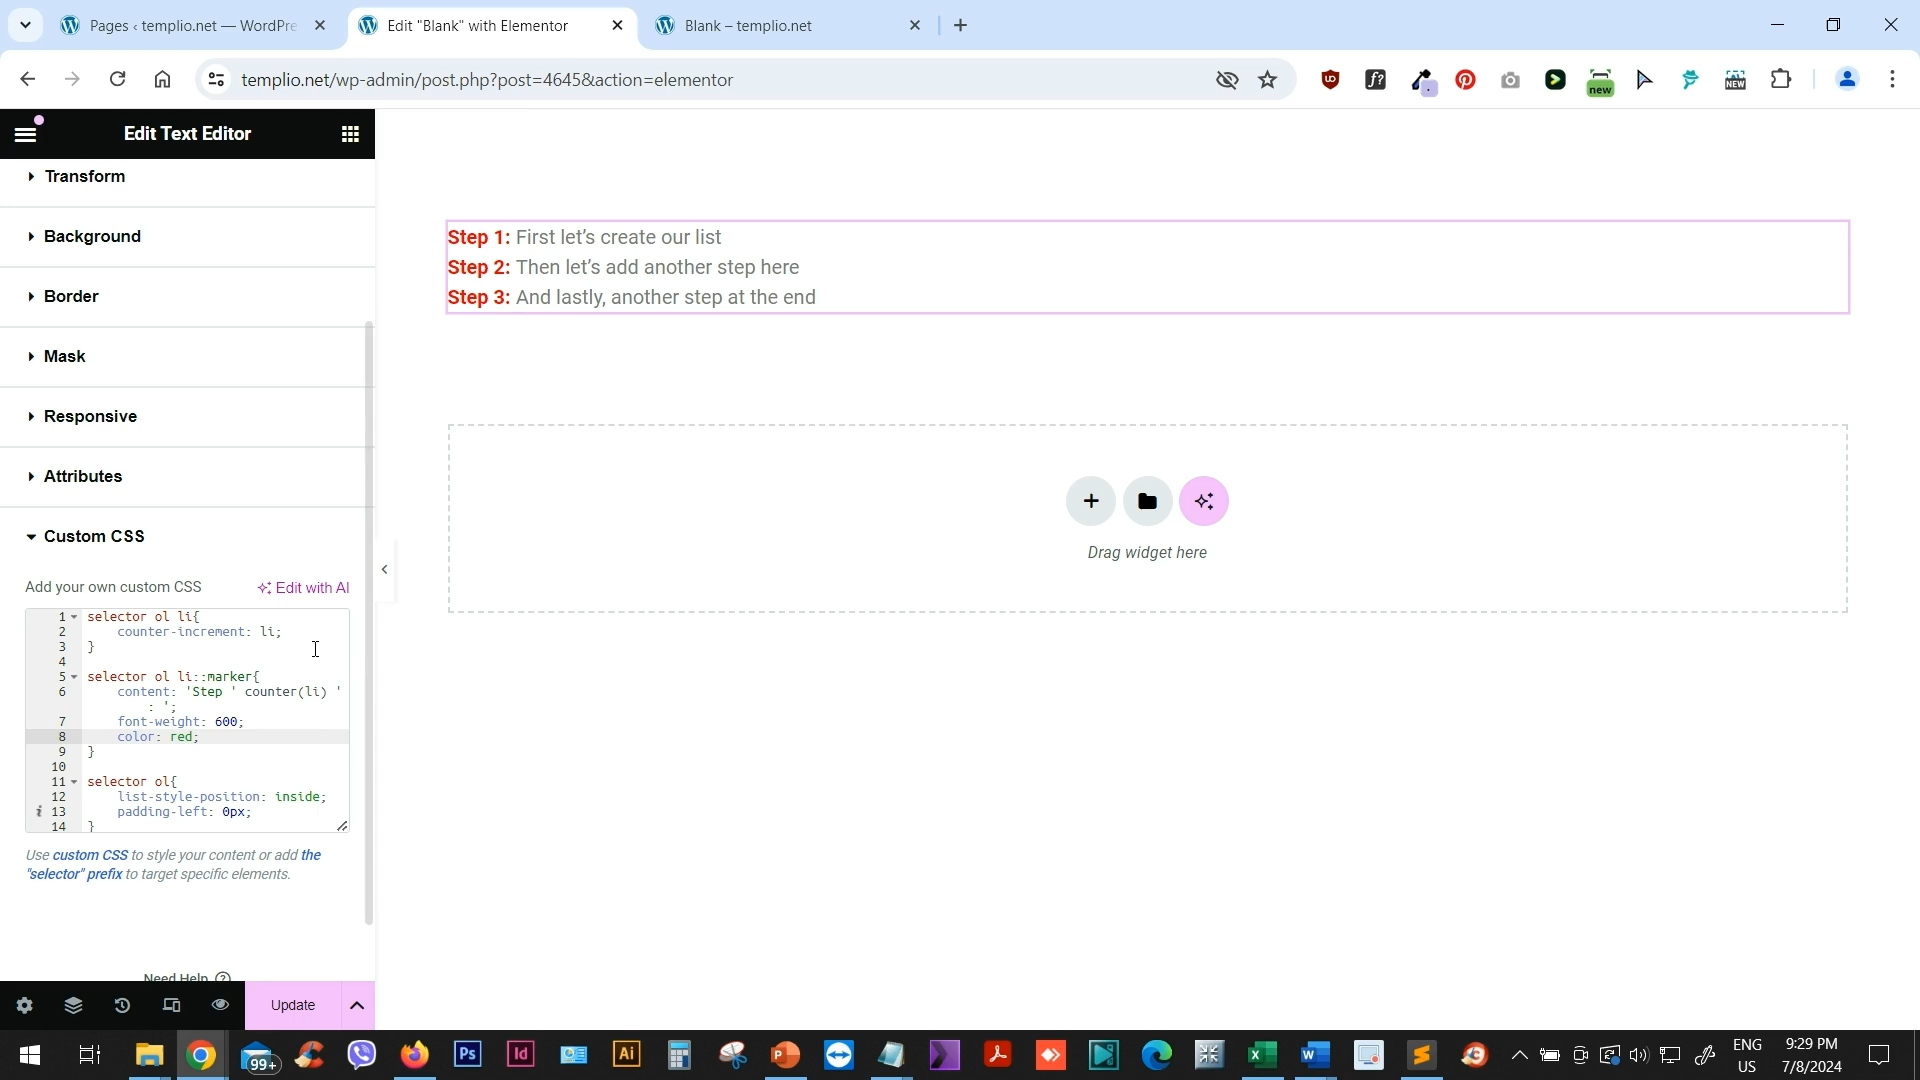 Pages ‹ templio.net — WordPre
Edit "Blank" with Elementor
Blank – templio.net
templio.net/wp-admin/post.php?post=4645&action=elementor
new
NEW
Edit Text Editor
Transform
Background
Border
Mask
Responsive
Attributes
Custom CSS
Add your own custom CSS
Edit with AI
1 selector ol li{
2 counter-increment: li;
3 }
4
5 selector ol li::marker{
6 content: 'Step ' counter(li) '
: ';
7 font-weight: 600;
8 color: red;
9 }
10
11 selector ol{
12 list-style-position: inside;
13 padding-left: 0px;
14 }
Use custom CSS to style your content or add the
"selector" prefix to target specific elements.
Need Help
Update
Step 1: First let's create our list
Step 2: Then let's add another step here
Step 3: And lastly, another step at the end
Drag widget here
99+
Ps
Id
Ai
ENG
US
9:29 PM
7/8/2024